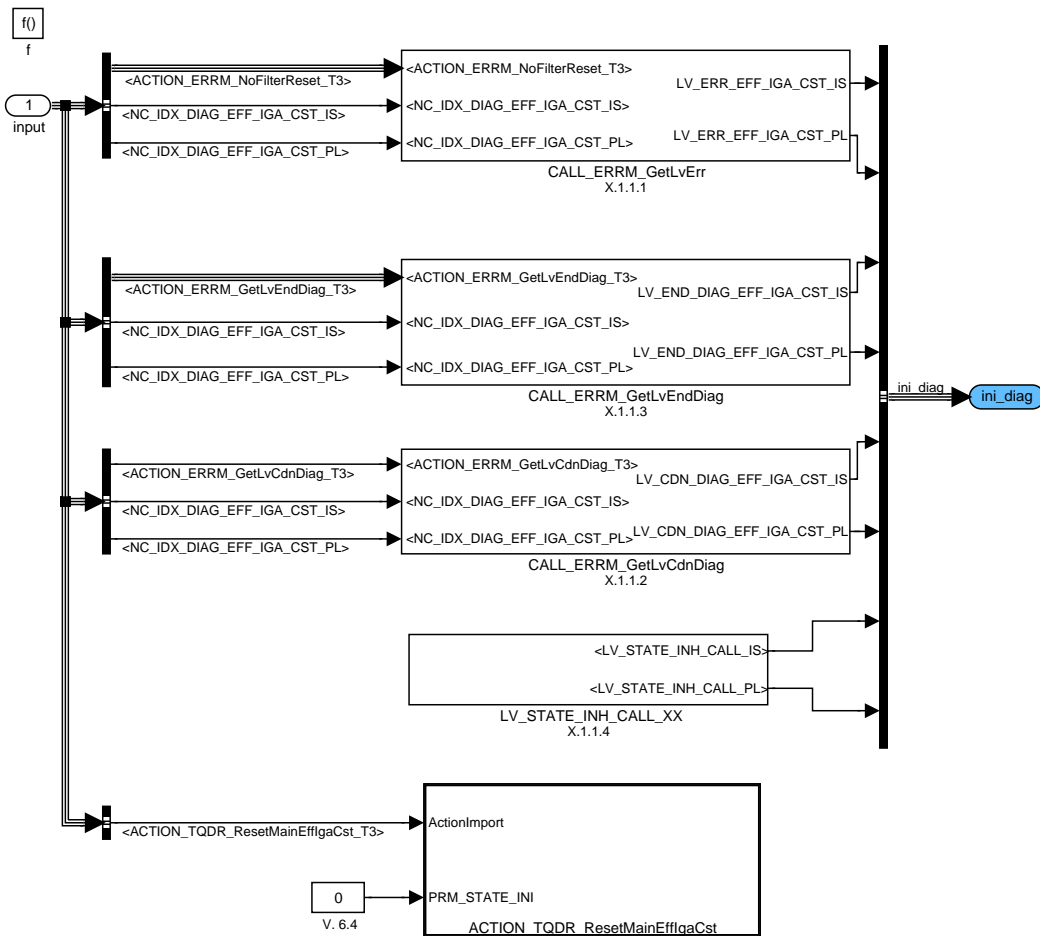 f()
f
1
input
<ACTION_ERRM_NoFilterReset_T3>
<NC_IDX_DIAG_EFF_IGA_CST_IS>
<NC_IDX_DIAG_EFF_IGA_CST_PL>
<ACTION_ERRM_NoFilterReset_T3>
<NC_IDX_DIAG_EFF_IGA_CST_IS>
<NC_IDX_DIAG_EFF_IGA_CST_PL>
LV_ERR_EFF_IGA_CST_IS
LV_ERR_EFF_IGA_CST_PL
CALL_ERRM_GetLvErr
X.1.1.1
<ACTION_ERRM_GetLvEndDiag_T3>
<NC_IDX_DIAG_EFF_IGA_CST_IS>
<NC_IDX_DIAG_EFF_IGA_CST_PL>
<ACTION_ERRM_GetLvEndDiag_T3>
<NC_IDX_DIAG_EFF_IGA_CST_IS>
<NC_IDX_DIAG_EFF_IGA_CST_PL>
LV_END_DIAG_EFF_IGA_CST_IS
LV_END_DIAG_EFF_IGA_CST_PL
CALL_ERRM_GetLvEndDiag
X.1.1.3
ini_diag
ini_diag
<ACTION_ERRM_GetLvCdnDiag_T3>
<NC_IDX_DIAG_EFF_IGA_CST_IS>
<NC_IDX_DIAG_EFF_IGA_CST_PL>
<ACTION_ERRM_GetLvCdnDiag_T3>
<NC_IDX_DIAG_EFF_IGA_CST_IS>
<NC_IDX_DIAG_EFF_IGA_CST_PL>
LV_CDN_DIAG_EFF_IGA_CST_IS
LV_CDN_DIAG_EFF_IGA_CST_PL
CALL_ERRM_GetLvCdnDiag
X.1.1.2
<LV_STATE_INH_CALL_IS>
<LV_STATE_INH_CALL_PL>
LV_STATE_INH_CALL_XX
X.1.1.4
<ACTION_TQDR_ResetMainEffIgaCst_T3>
ActionImport
0
V. 6.4
PRM_STATE_INI
ACTION_TQDR_ResetMainEffIgaCst